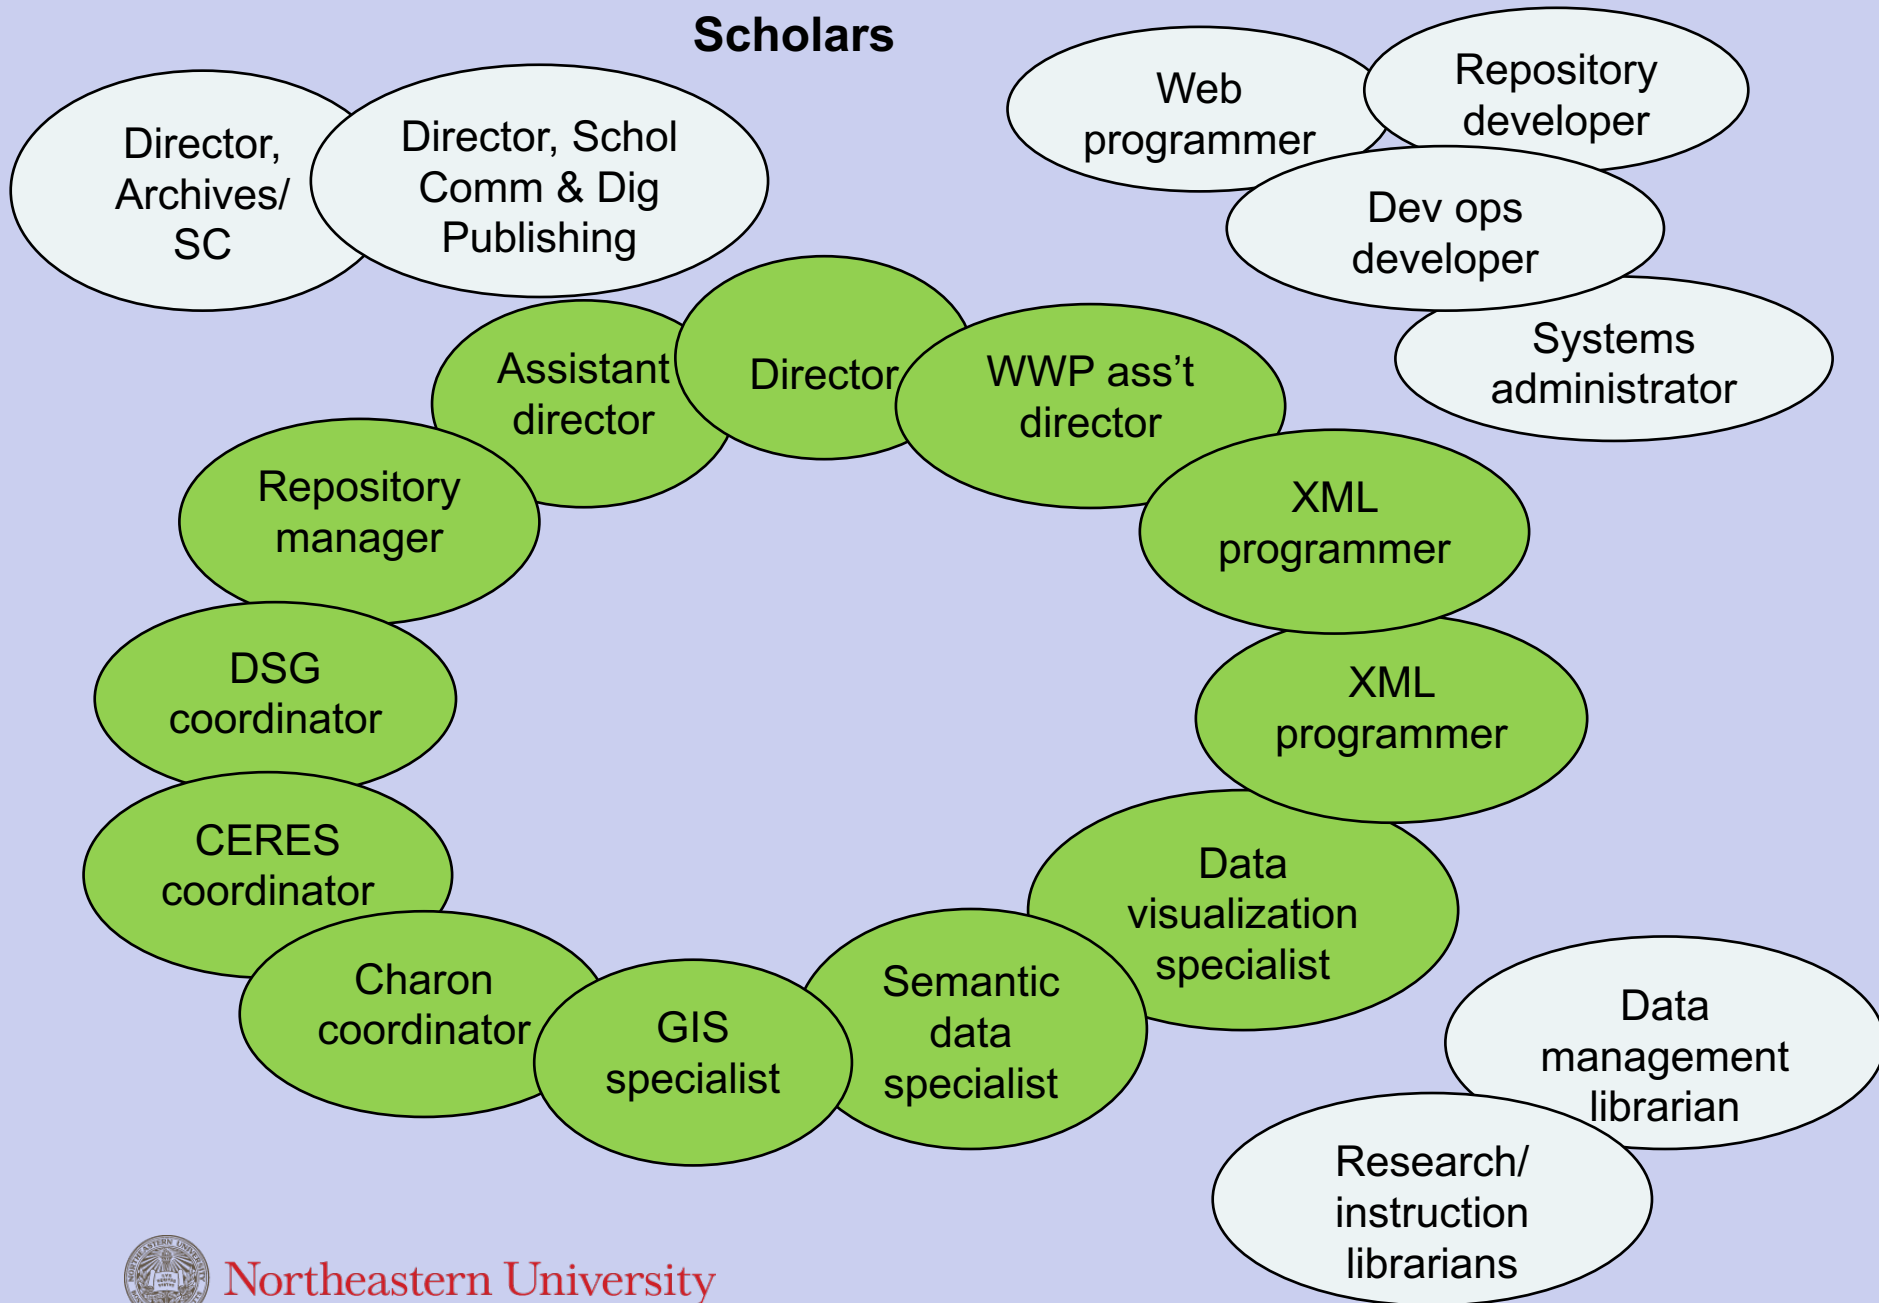 Scholars
Director,
Archives/
SC
Director, Schol
Comm & Dig
Publishing
Web
programmer
Repository
developer
Dev ops
developer
Systems
administrator
Assistant
director
Director
WWP ass’t
director
Repository
manager
XML
programmer
DSG
coordinator
XML
programmer
CERES
coordinator
Data
visualization
specialist
Charon
coordinator
GIS
specialist
Semantic
data
specialist
Data
management
librarian
Research/
instruction
librarians
Northeastern University